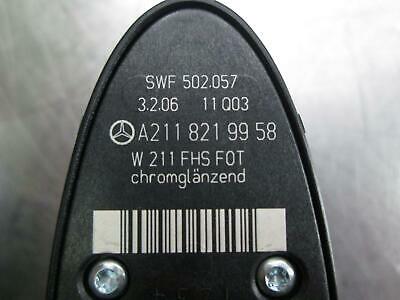 SWF 502.057
3.2.06 11 Q03
A211 821 99 58
W 211 FHS FOT
chromglänzend